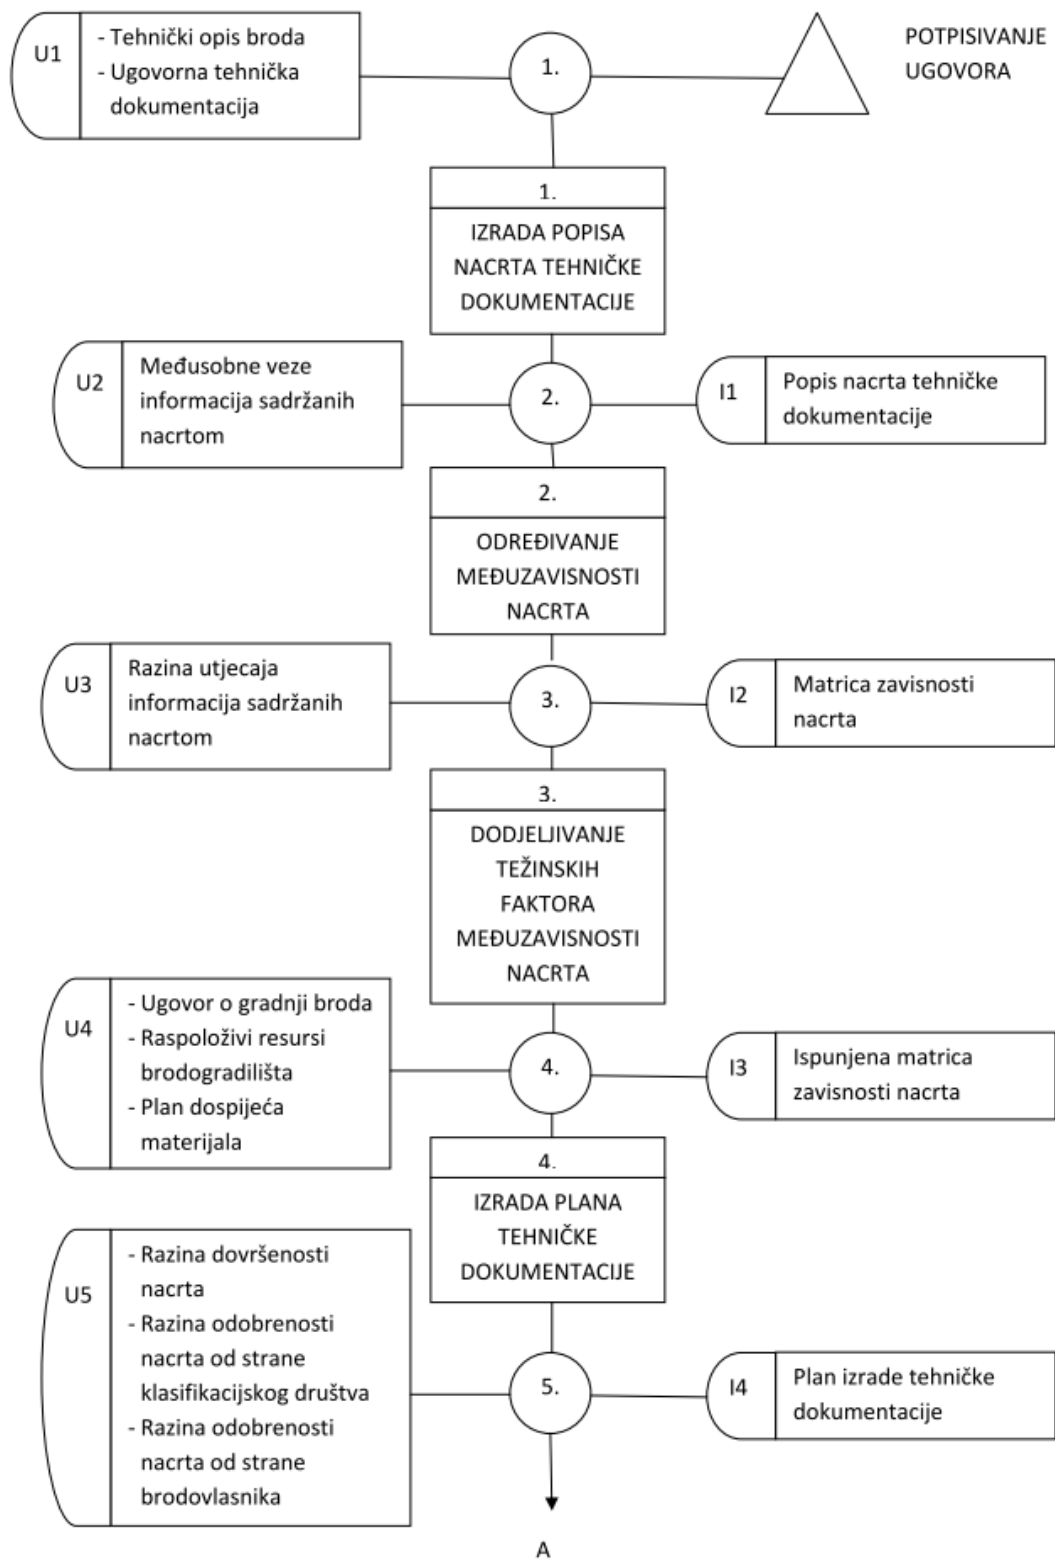 U1
- Tehnički opis broda
- Ugovorna tehnička
dokumentacija
1.
POTPISIVANJE
UGOVORA
1.
IZRADA POPISA
NACRTA TEHNIČKE
DOKUMENTACIJE
U2
Međusobne veze
informacija sadržanih
nacrtom
2.
I1
Popis nacrta tehničke
dokumentacije
2.
ODREĐIVANJE
MEĐUZAVISNOSTI
NACRTA
U3
Razina utjecaja
informacija sadržanih
nacrtom
3.
I2
Matrica zavisnosti
nacrta
3.
DODJELJIVANJE
TEŽINSKIH
FAKTORA
MEĐUZAVISNOSTI
NACRTA
U4
- Ugovor o gradnji broda
- Raspoloživi resursi
brodogradilišta
- Plan dospijeća
materijala
4.
I3
Ispunjena matrica
zavisnosti nacrta
4.
IZRADA PLANA
TEHNIČKE
DOKUMENTACIJE
U5
- Razina dovršenosti
nacrta
- Razina odobrenosti
nacrta od strane
klasifikacijskog društva
- Razina odobrenosti
nacrta od strane
brodovlasnika
5.
I4
Plan izrade tehničke
dokumentacije
A